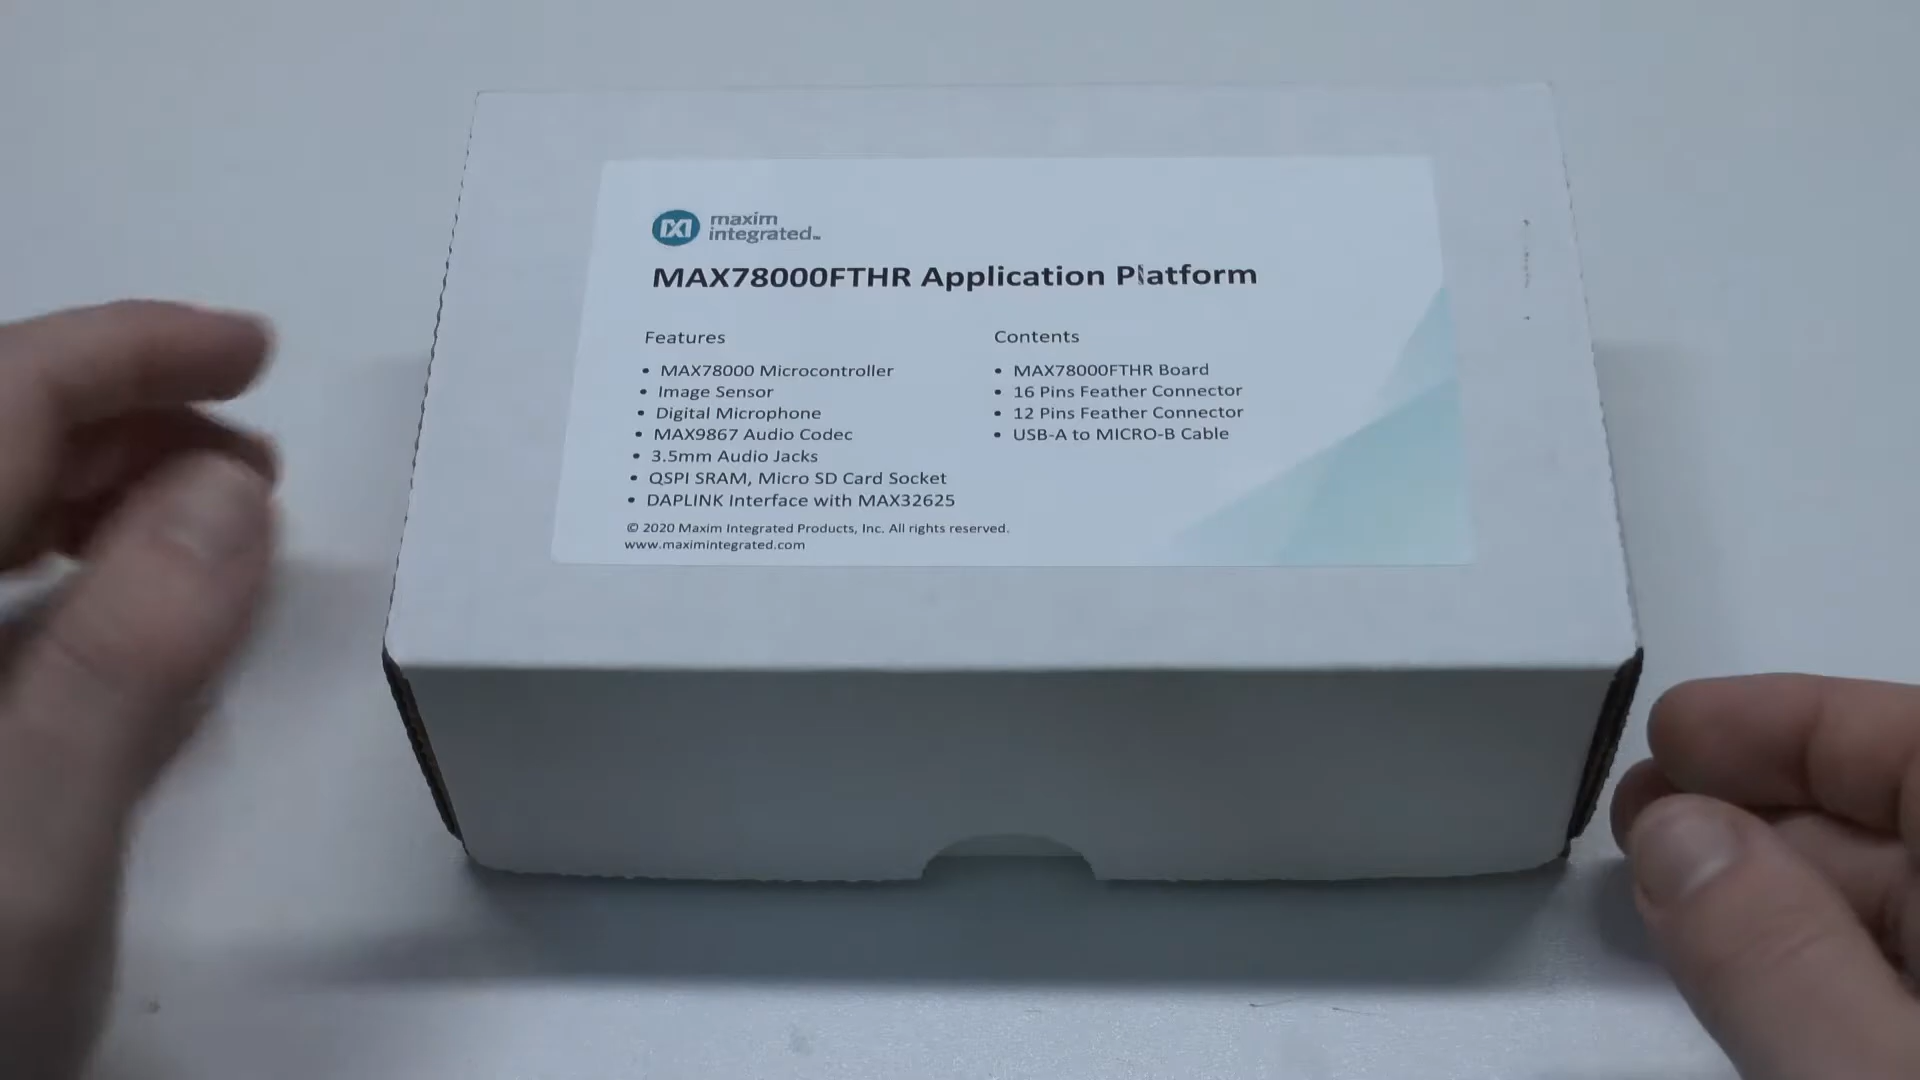 maxim
integrated™
MAX78000FTHR Application Platform
Features
• MAX78000 Microcontroller
• Image Sensor
• Digital Microphone
• MAX9867 Audio Codec
• 3.5mm Audio Jacks
• QSPI SRAM, Micro SD Card Socket
• DAPLINK Interface with MAX32625
Contents
• MAX78000FTHR Board
• 16 Pins Feather Connector
• 12 Pins Feather Connector
• USB-A to MICRO-B Cable
© 2020 Maxim Integrated Products, Inc. All rights reserved.
www.maximintegrated.com